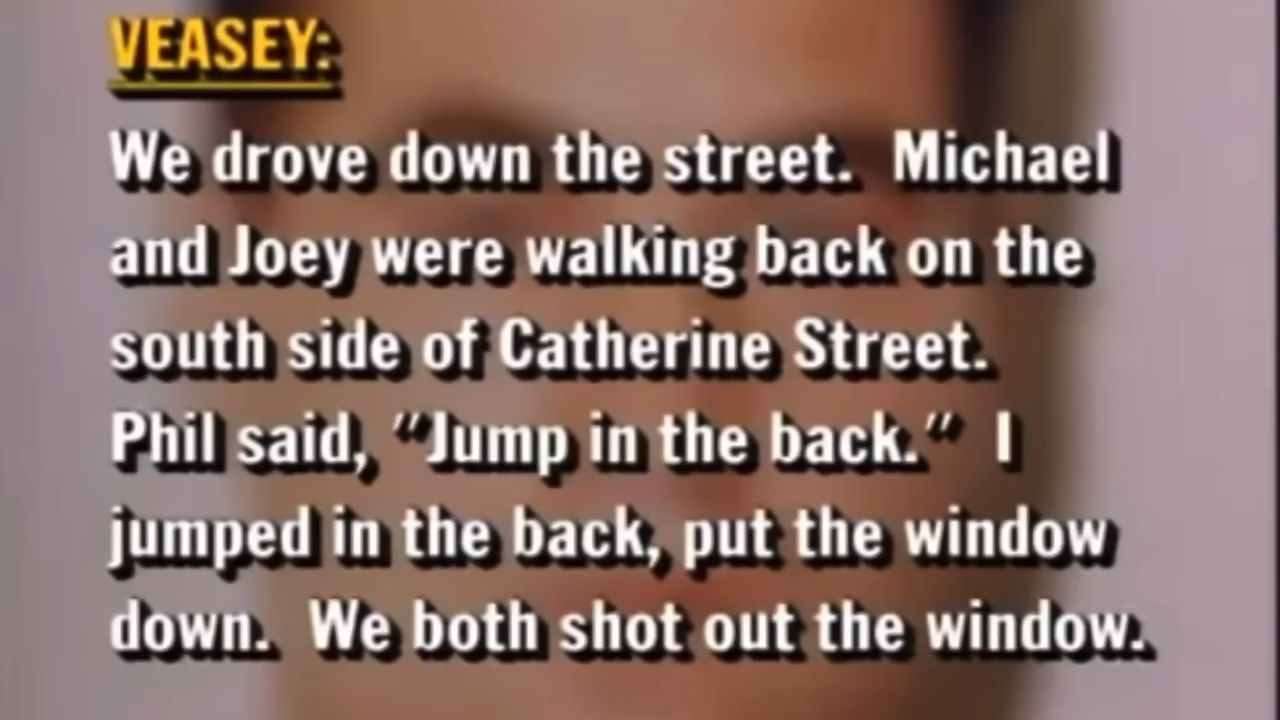 VEASEY:
We drove down the street. Michael
and Joey were walking back on the
south side of Catherine Street.
Phil said, "Jump in the back." I
jumped in the back, put the window
down. We both shot out the window.